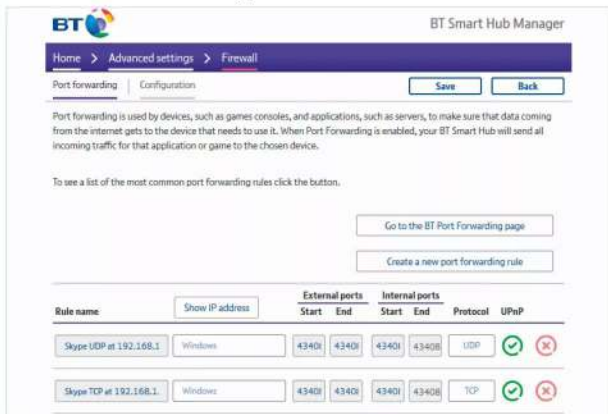 BT
BT Smart Hub Manager
Home > Advanced settings > Firewall
Port forwarding | Configuration
Save
Back
Port forwarding is used by devices, such as games consoles, and applications, such as servers, to make sure that data coming
from the internet gets to the device that needs to use it. When Port Forwarding is enabled, your BT Smart Hub will send all
incoming traffic for that application or game to the chosen device.
To see a list of the most common port forwarding rules click the button.
Go to the BT Port Forwarding page
Create a new port forwarding rule
External ports Internal ports
Rule name Show IP address Start End Start End Protocol UPnP
Skype UDP at 192.168.1 Windows UDP
Skype TCP at 192.168.1. Windows TCP